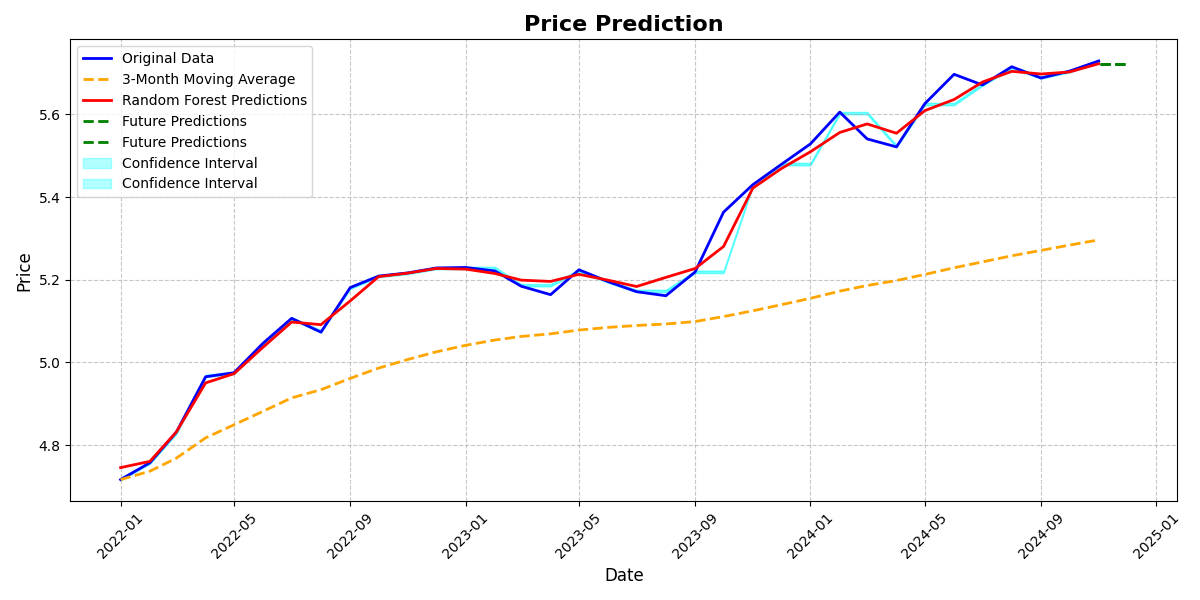 Price Prediction
Original Data
3-Month Moving Average
Random Forest Predictions
Future Predictions
Future Predictions
Confidence Interval
Confidence Interval
Price
5.6
5.4
5.2
5.0
4.8
2022-01
2022-05
2022-09
2023-01
2023-05
2023-09
2024-01
2024-05
2024-09
2025-01
Date